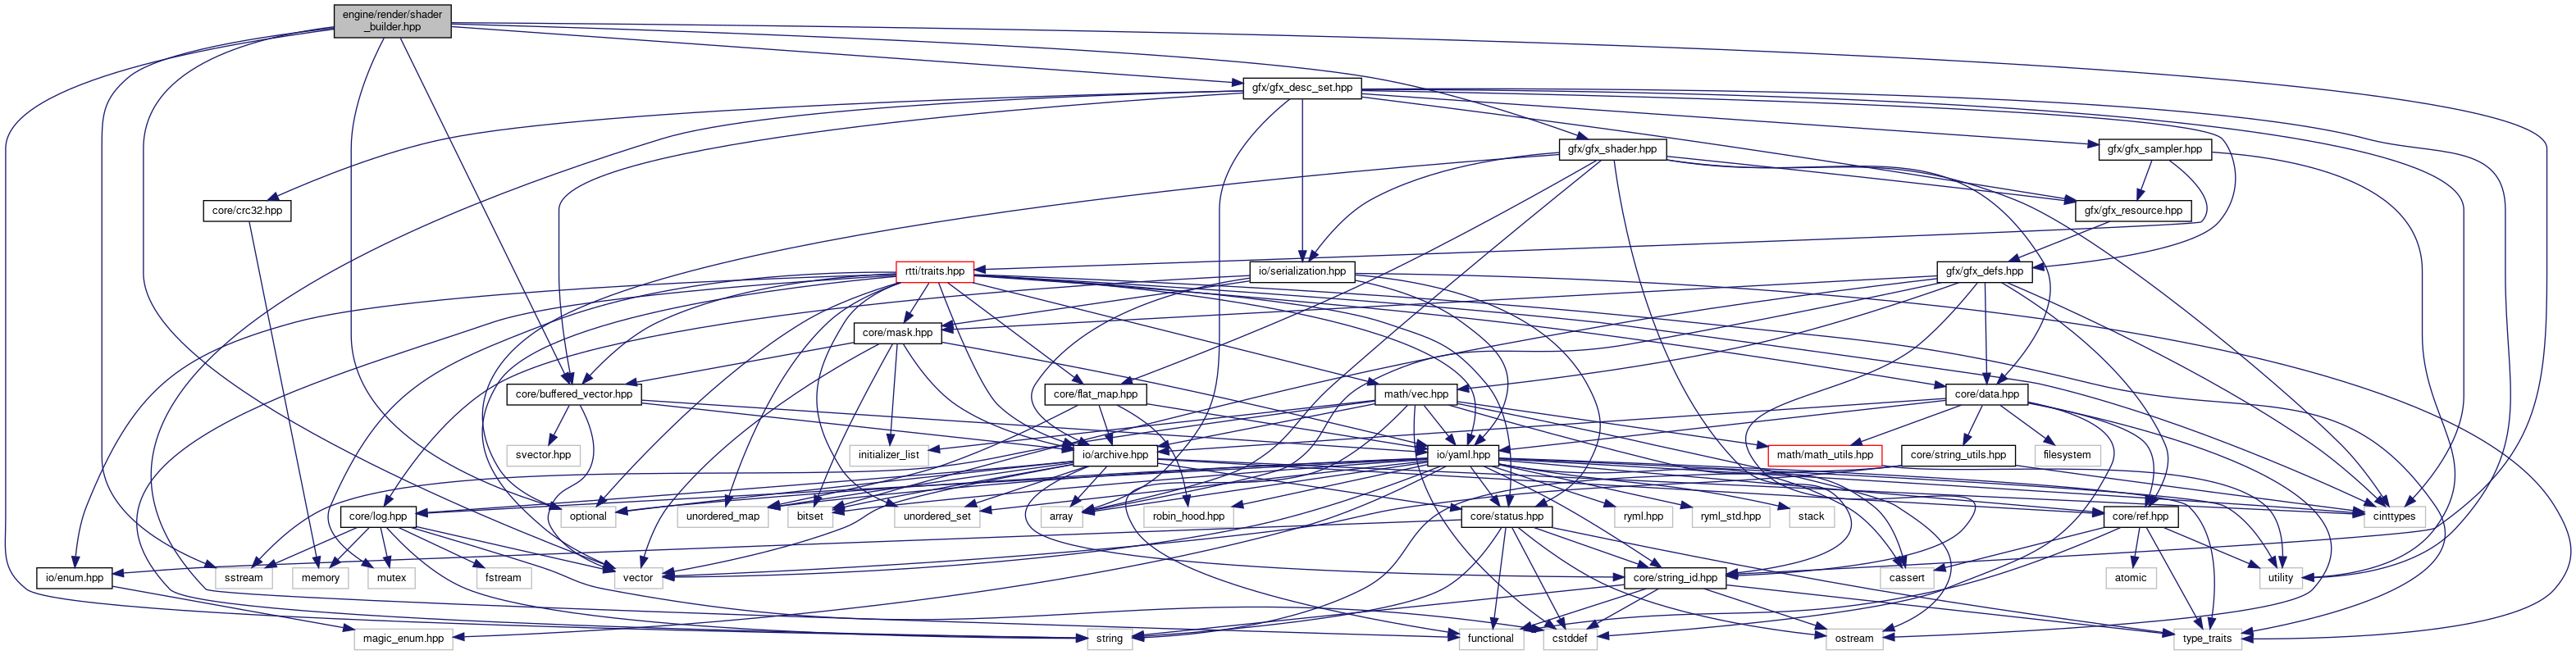 engine/render/shader
_builder.hpp
gfx/gfx_desc_set.hpp
gfx/gfx_shader.hpp
gfx/gfx_sampler.hpp
core/crc32.hpp
gfx/gfx_resource.hpp
rtti/traits.hpp
io/serialization.hpp
gfx/gfx_defs.hpp
core/mask.hpp
core/buffered_vector.hpp
core/flat_map.hpp
math/vec.hpp
core/data.hpp
svector.hpp
initializer_list
io/archive.hpp
io/yaml.hpp
math/math_utils.hpp
core/string_utils.hpp
filesystem
core/log.hpp
optional
unordered_map
bitset
unordered_set
array
robin_hood.hpp
core/status.hpp
ryml.hpp
ryml_std.hpp
stack
core/ref.hpp
cinttypes
io/enum.hpp
sstream
memory
mutex
fstream
vector
core/string_id.hpp
cassert
atomic
utility
magic_enum.hpp
string
functional
cstddef
ostream
type_traits